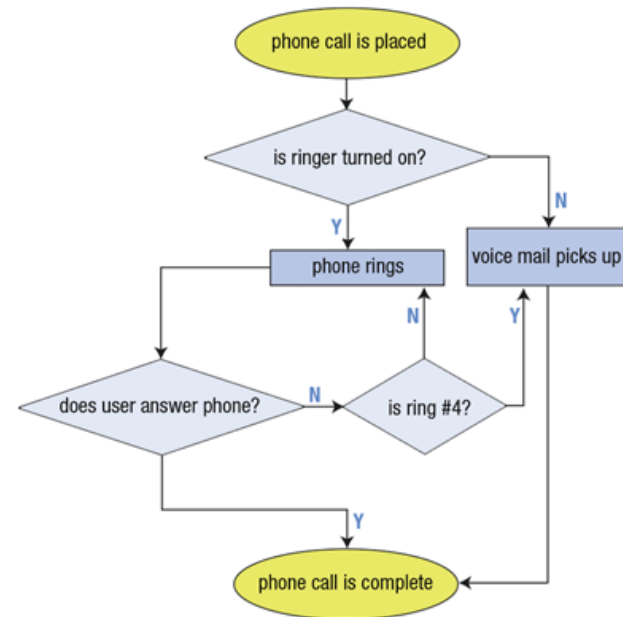 phone call is placed
is ringer turned on?
N
Y
phone rings
voice mail picks up
N
Y
does user answer phone?
N
is ring #4?
Y
phone call is complete